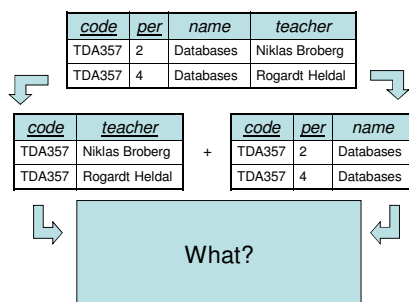 code per name teacher
TDA357 2 Databases Niklas Broberg
TDA357 4 Databases Rogardt Heldal
code teacher
TDA357 Niklas Broberg
TDA357 Rogardt Heldal
+
code per name
TDA357 2 Databases
TDA357 4 Databases
What?